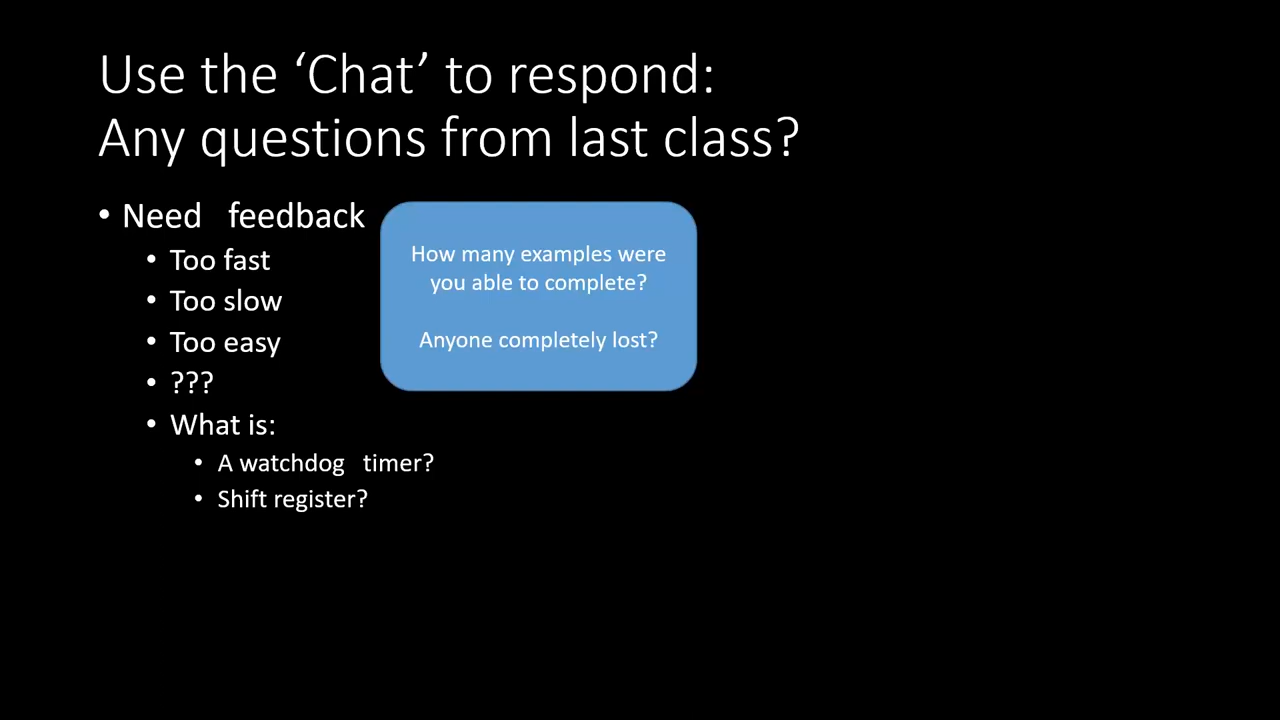 Use the ‘Chat’ to respond:
Any questions from last class?
• Need feedback
• Too fast
• Too slow
• Too easy
• ???
• What is:
• A watchdog timer?
• Shift register?
How many examples were
you able to complete?
Anyone completely lost?